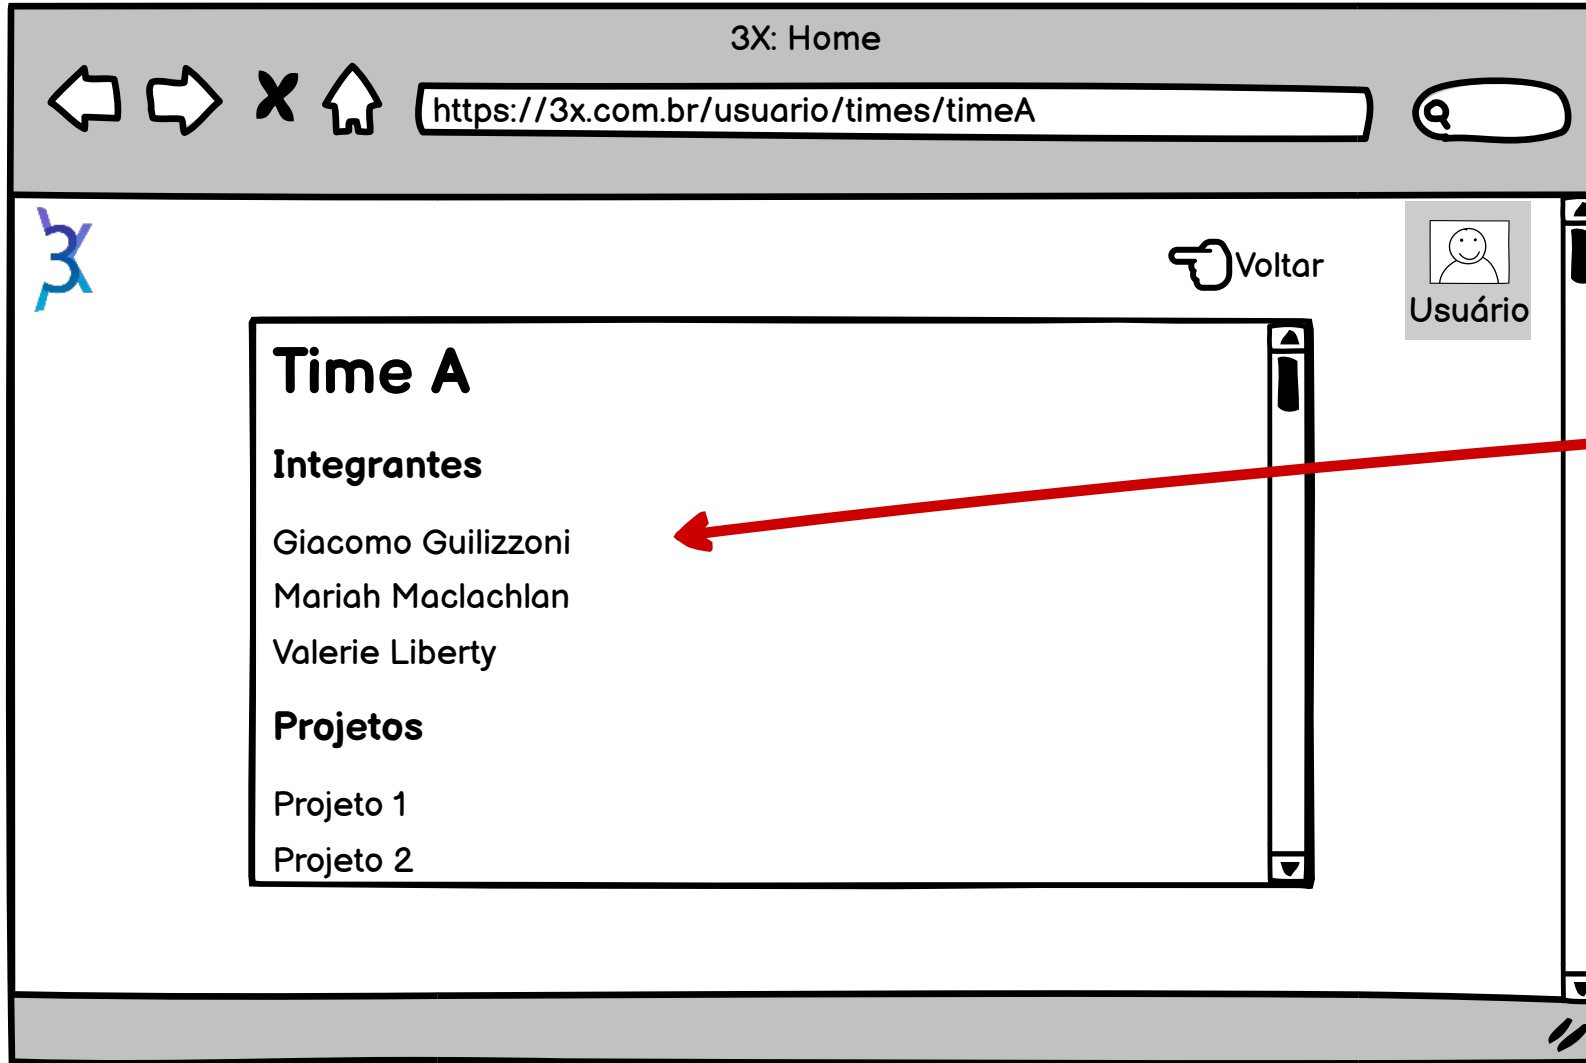 3X: Home
https://3x.com.br/usuario/times/timeA
3X
Voltar
Usuário
Time A
Integrantes
Giacomo Guilizzoni
Mariah Maclachlan
Valerie Liberty
Projetos
Projeto 1
Projeto 2